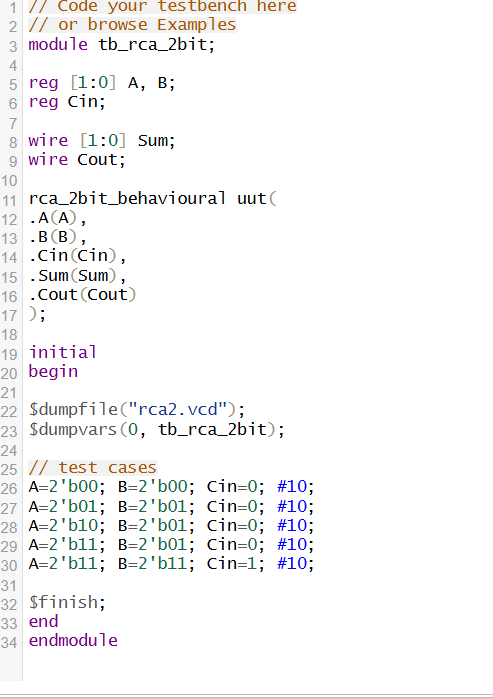 1 // Code your testbench here
2 // or browse Examples
3 module tb_rca_2bit;
4
5 reg [1:0] A, B;
6 reg Cin;
7
8 wire [1:0] Sum;
9 wire Cout;
10
11 rca_2bit_behavioural uut(
12 .A(A),
13 .B(B),
14 .Cin(Cin),
15 .Sum(Sum),
16 .Cout(Cout)
17 );
18
19 initial
20 begin
21
22 $dumpfile("rca2.vcd");
23 $dumpvars(0, tb_rca_2bit);
24
25 // test cases
26 A=2'b00; B=2'b00; Cin=0; #10;
27 A=2'b01; B=2'b01; Cin=0; #10;
28 A=2'b10; B=2'b01; Cin=0; #10;
29 A=2'b11; B=2'b01; Cin=0; #10;
30 A=2'b11; B=2'b11; Cin=1; #10;
31
32 $finish;
33 end
34 endmodule